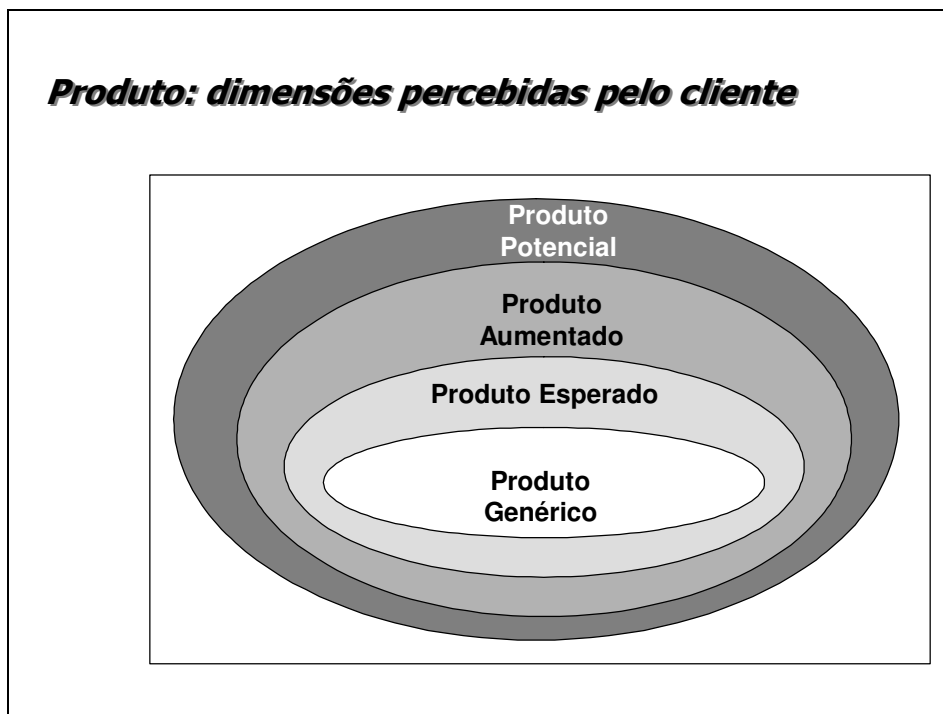 Produto: dimensões percebidas pelo cliente
Produto
Potencial
Produto
Aumentado
Produto Esperado
Produto
Genérico